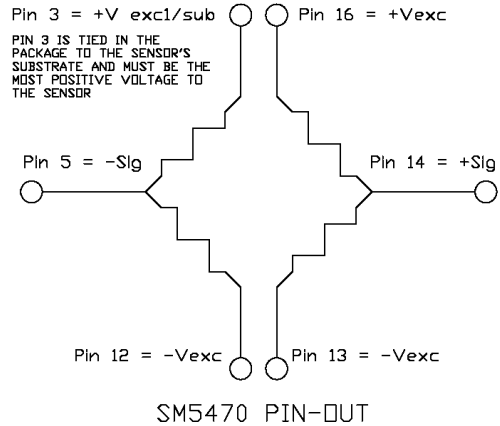 Pin 3 = +V exc1/sub
Pin 16 = +Vexc
PIN 3 IS TIED IN THE
PACKAGE TO THE SENSOR'S
SUBSTRATE AND MUST BE THE
MOST POSITIVE VOLTAGE TO
THE SENSOR
Pin 5 = -Sig
Pin 14 = +Sig
Pin 12 = -Vexc
Pin 13 = -Vexc
SM5470 PIN-OUT